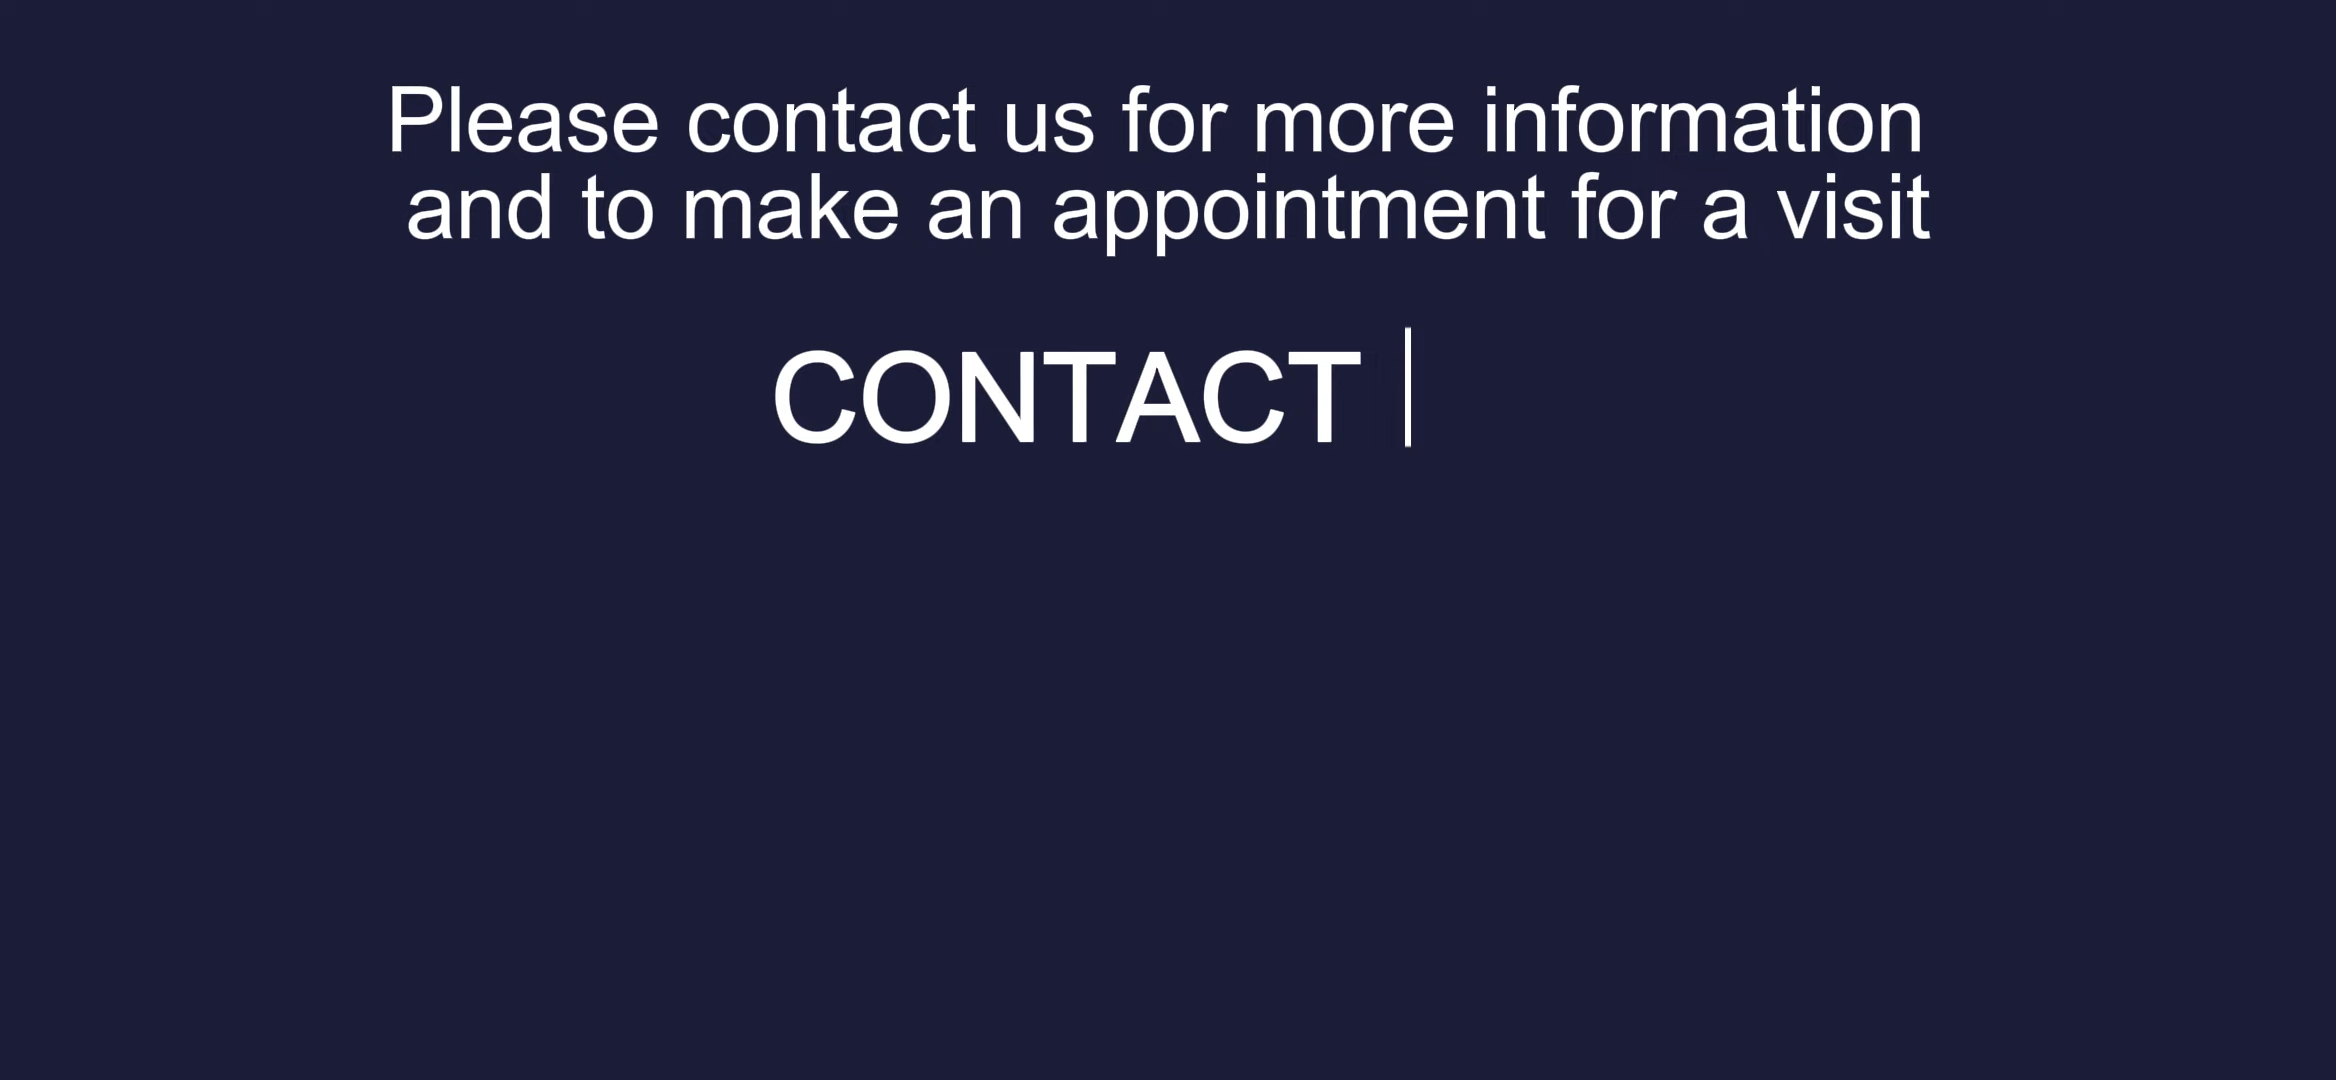 Please contact us for more information
and to make an appointment for a visit
CONTACT